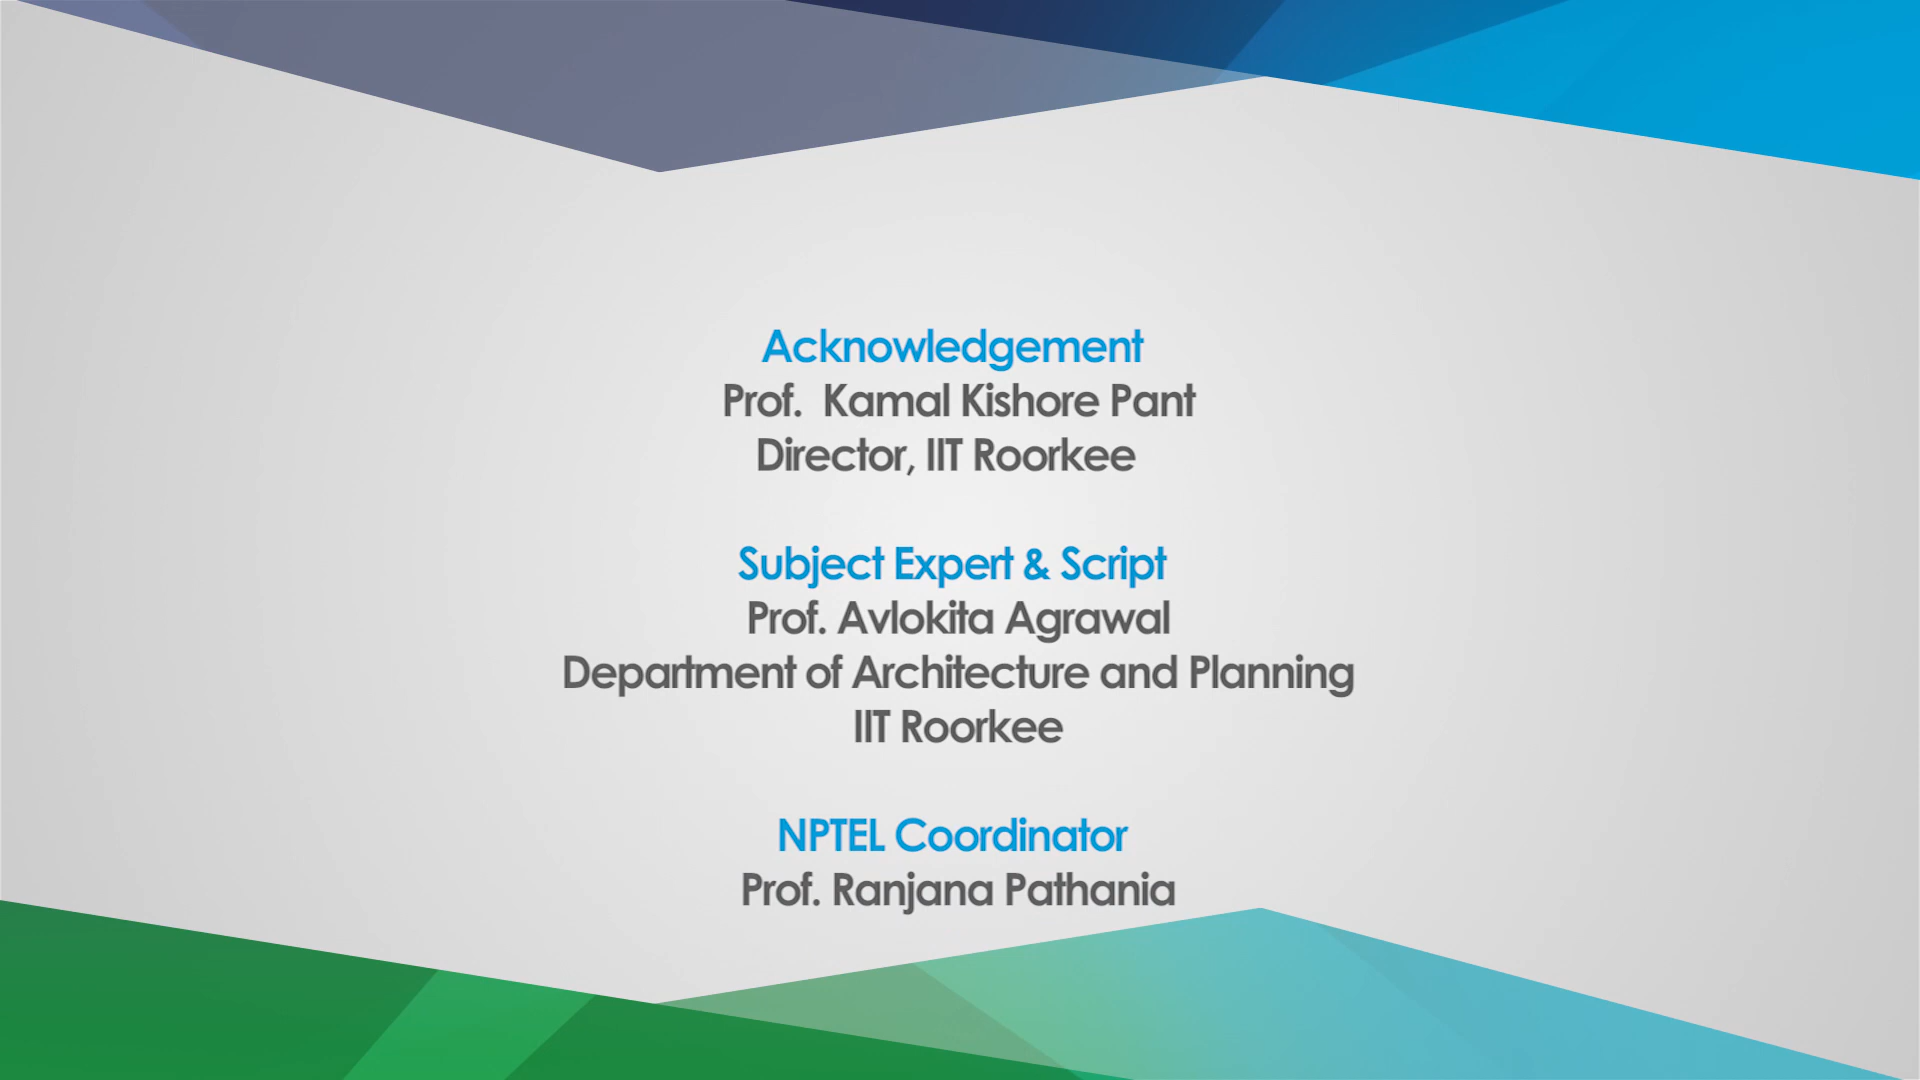 Acknowledgement
Prof. Kamal Kishore Pant
Director, IIT Roorkee
Subject Expert & Script
Prof. Avlokita Agrawal
Department of Architecture and Planning
IIT Roorkee
NPTEL Coordinator
Prof. Ranjana Pathania